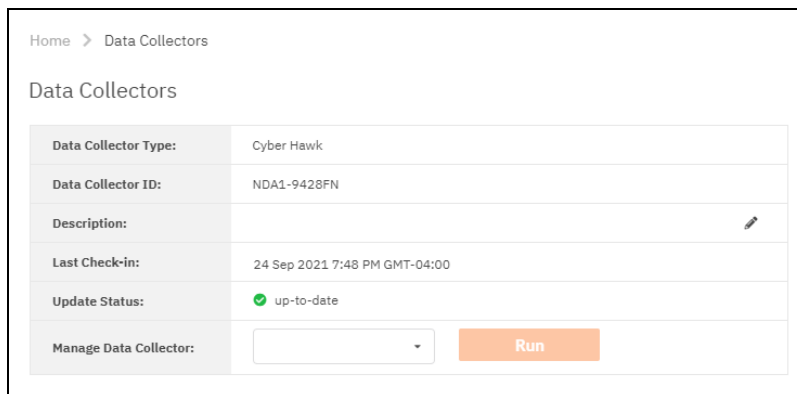 Home > Data Collectors
Data Collectors
Data Collector Type: Cyber Hawk
Data Collector ID: NDA1-9428FN
Description:
Last Check-in: 24 Sep 2021 7:48 PM GMT-04:00
Update Status: up-to-date
Manage Data Collector: Run